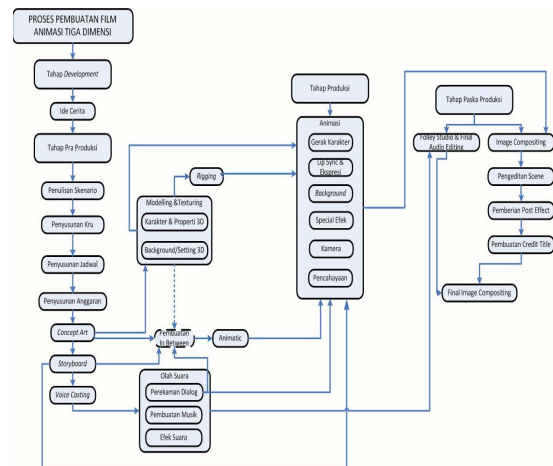 PROSES PEMBUATAN FILM
ANIMASI TIGA DIMENSI
Tahap Development
Ide Cerita
Tahap Pra Produksi
Penulisan Skenario
Penyusunan Kru
Penyusunan Jadwal
Penyusunan Anggaran
Concept Art
Storyboard
Voice Casting
Rigging
Modelling &Texturing
Karakter & Properti 3D
Background/Setting 3D
Pembuatan
In Between
Animatic
Olah Suara
Perekaman Dialog
Pembuatan Musik
Efek Suara
Tahap Produksi
Animasi
Gerak Karakter
Lip Sync &
Ekspresi
Background
Special Efek
Kamera
Pencahayaan
Tahap Paska Produksi
Folley Studio & Final
Audio Editing
Image Compositing
Pengeditan Scene
Pemberian Post Effect
Pembuatan Credit Title
Final Image Compositing